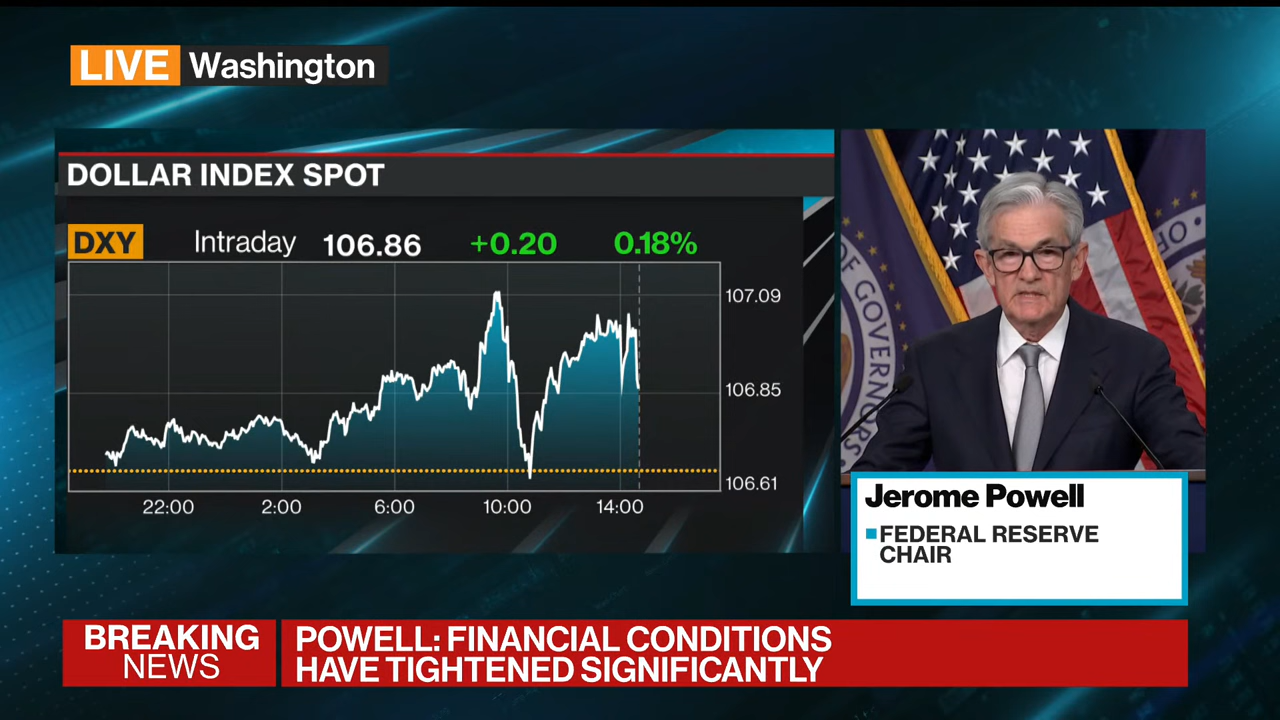 LIVE Washington
DOLLAR INDEX SPOT
DXY Intraday 106.86 +0.20 0.18%
107.09
106.85
106.61
22:00 2:00 6:00 10:00 14:00
OF GOVERNORS
Jerome Powell
FEDERAL RESERVE
CHAIR
BREAKING
NEWS
POWELL: FINANCIAL CONDITIONS
HAVE TIGHTENED SIGNIFICANTLY